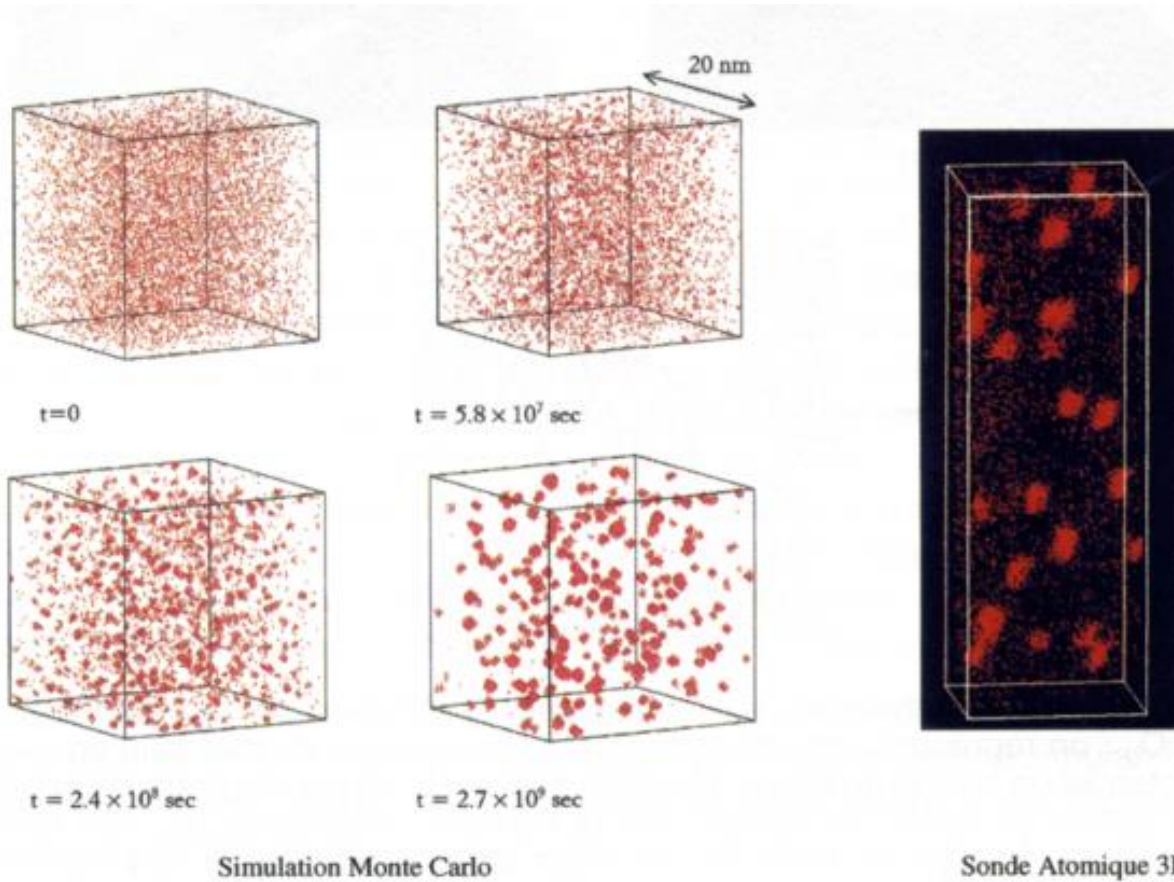 20 nm
t=0
t = 5.8 × 10⁷ sec
t = 2.4 × 10⁸ sec
t = 2.7 × 10⁹ sec
Simulation Monte Carlo
Sonde Atomique